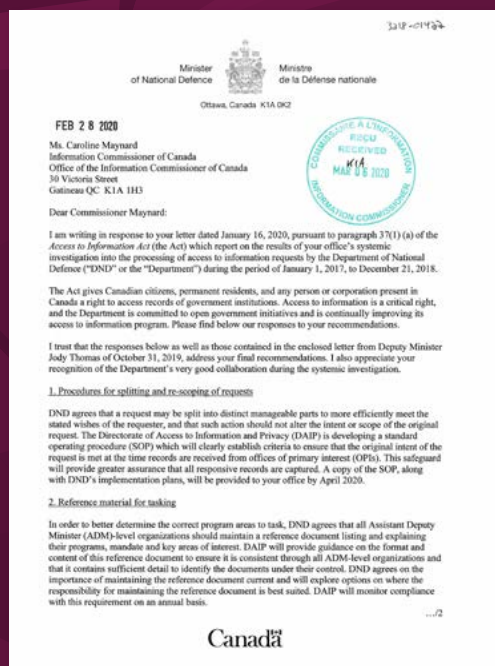 Minister
of National Defence
Ministre
de la Défense nationale
Ottawa, Canada K1A 0K2
FEB 2 8 2020
COMMISSAIRE À L'INFORMATION
REÇU
RECEIVED
MAR 06 2020
INFORMATION COMMISSIONER
Ms. Caroline Maynard
Information Commissioner of Canada
Office of the Information Commissioner of Canada
30 Victoria Street
Gatineau QC K1A 1H3
Dear Commissioner Maynard:
I am writing in response to your letter dated January 16, 2020, pursuant to paragraph 37(1) (a) of the
Access to Information Act (the Act) which report on the results of your office's systemic
investigation into the processing of access to information requests by the Department of National
Defence ("DND" or the "Department") during the period of January 1, 2017, to December 21, 2018.
The Act gives Canadian citizens, permanent residents, and any person or corporation present in
Canada a right to access records of government institutions. Access to information is a critical right,
and the Department is committed to open government initiatives and is continually improving its
access to information program. Please find below our responses to your recommendations.
I trust that the responses below as well as those contained in the enclosed letter from Deputy Minister
Jody Thomas of October 31, 2019, address your final recommendations. I also appreciate your
recognition of the Department's very good collaboration during the systemic investigation.
1. Procedures for splitting and re-scoping of requests
DND agrees that a request may be split into distinct manageable parts to more efficiently meet the
stated wishes of the requester, and that such action should not alter the intent or scope of the original
request. The Directorate of Access to Information and Privacy (DAIP) is developing a standard
operating procedure (SOP) which will clearly establish criteria to ensure that the original intent of the
request is met at the time records are received from offices of primary interest (OPIs). This safeguard
will provide greater assurance that all responsive records are captured. A copy of the SOP, along
with DND's implementation plans, will be provided to your office by April 2020.
2. Reference material for tasking
In order to better determine the correct program areas to task, DND agrees that all Assistant Deputy
Minister (ADM)-level organizations should maintain a reference document listing and explaining
their programs, mandate and key areas of interest. DAIP will provide guidance on the format and
content of this reference document to ensure it is consistent through all ADM-level organizations and
that it contains sufficient detail to identify the documents under their control. DND agrees on the
importance of maintaining the reference document current and will explore options on where the
responsibility for maintaining the reference document is best suited. DAIP will monitor compliance
with this requirement on an annual basis.
.../2
Canada